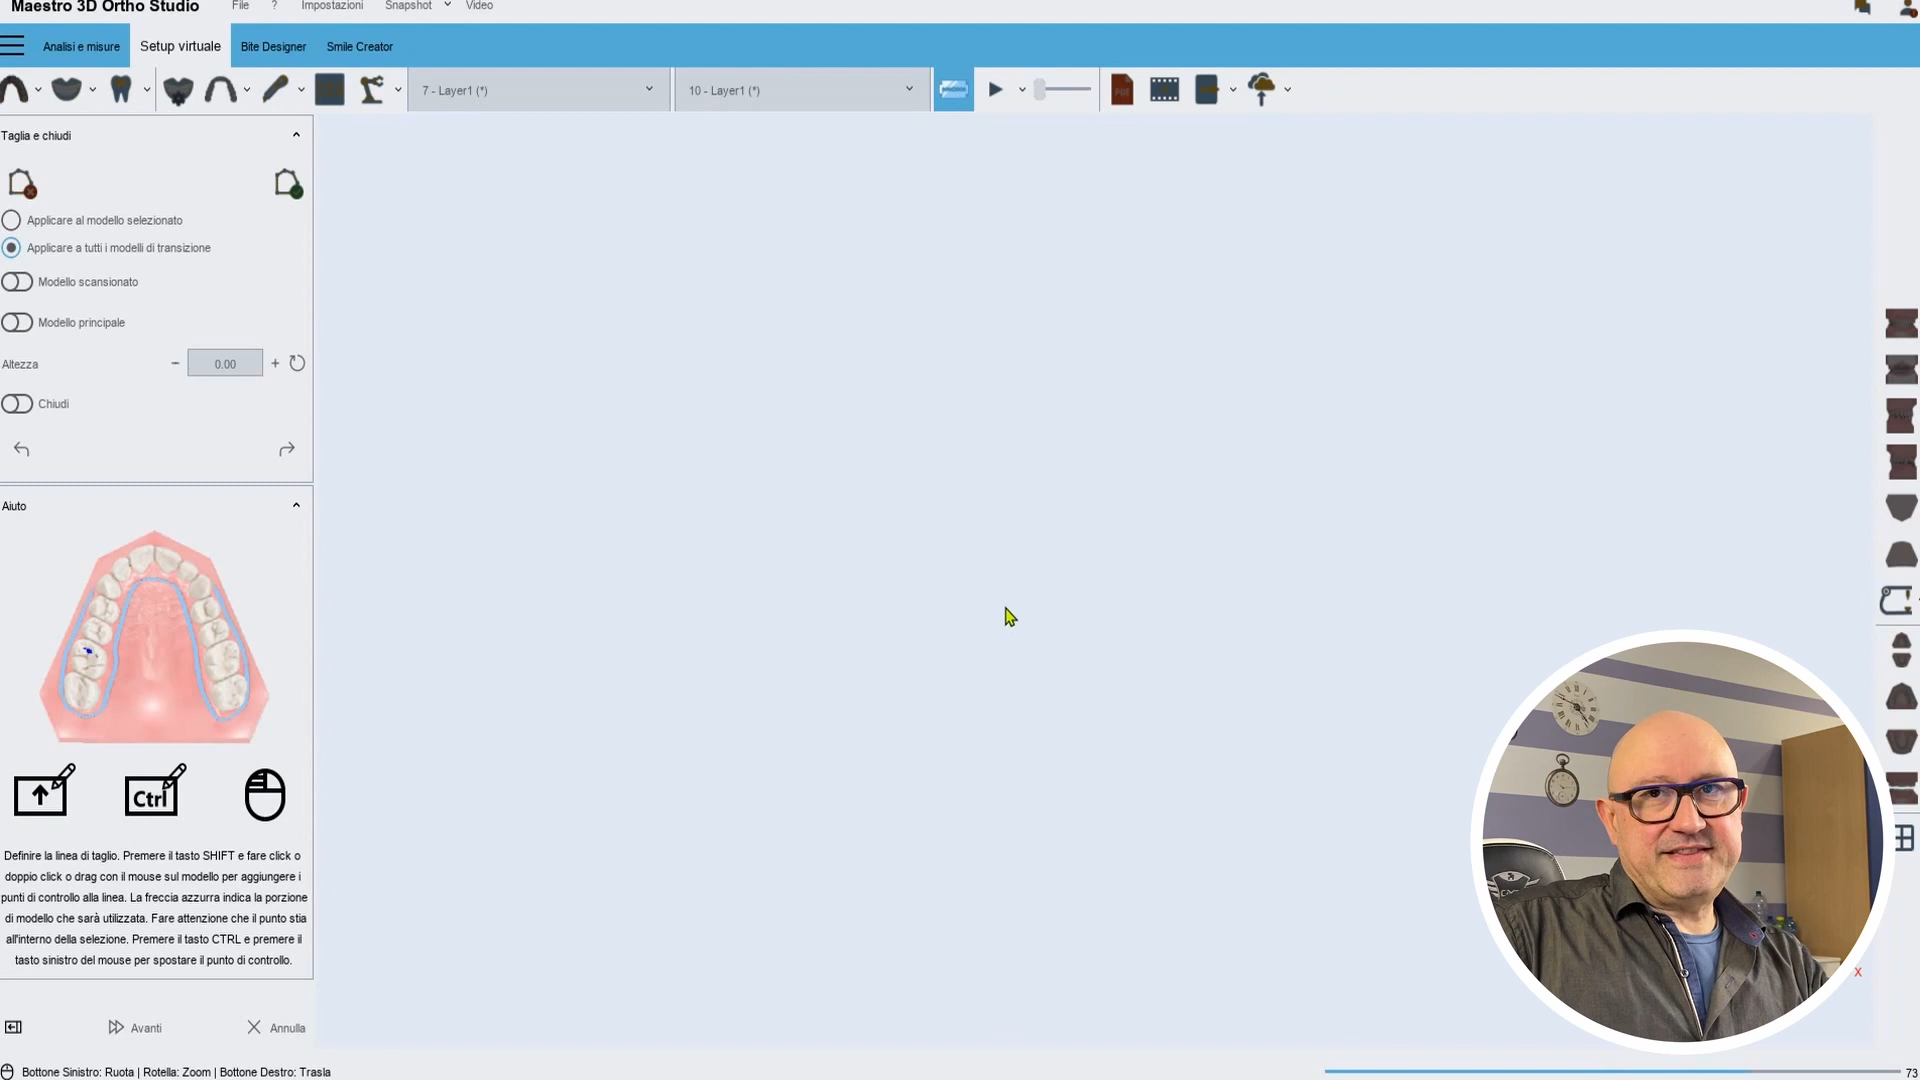 Maestro 3D Ortho Studio
File
?
Impostazioni
Snapshot
Video
Analisi e misure
Setup virtuale
Bite Designer
Smile Creator
7 - Layer1 (*)
10 - Layer1 (*)
PDF
Taglia e chiudi
Applicare al modello selezionato
Applicare a tutti i modelli di transizione
Modello scansionato
Modello principale
Altezza
− 0.00 +
Chiudi
Aiuto
Ctrl
Definire la linea di taglio. Premere il tasto SHIFT e fare click o
doppio click o drag con il mouse sul modello per aggiungere i
punti di controllo alla linea. La freccia azzurra indica la porzione
di modello che sarà utilizzata. Fare attenzione che il punto stia
all'interno della selezione. Premere il tasto CTRL e premere il
tasto sinistro del mouse per spostare il punto di controllo.
Avanti
Annulla
X
Bottone Sinistro: Ruota | Rotella: Zoom | Bottone Destro: Trasla
73